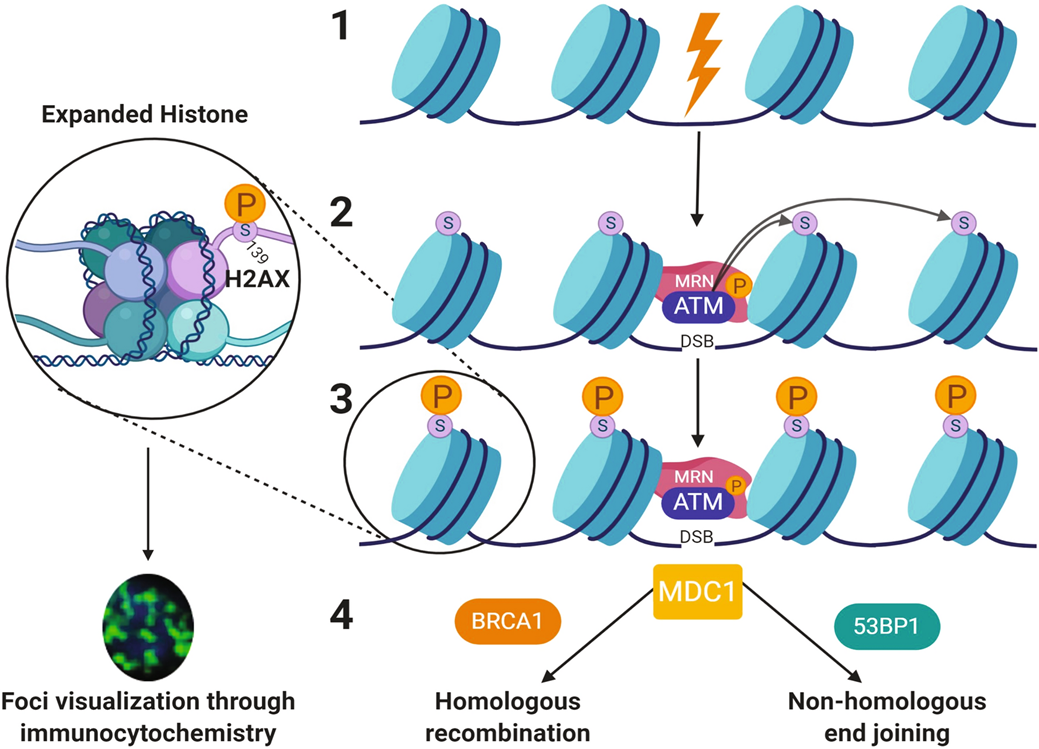 Expanded Histone
P
S
139
H2AX
Foci visualization through
immunocytochemistry
1
2
S
S
S
S
MRN
P
ATM
DSB
3
P
P
P
P
S
S
S
S
MRN
P
ATM
DSB
4
MDC1
BRCA1
53BP1
Homologous
recombination
Non-homologous
end joining